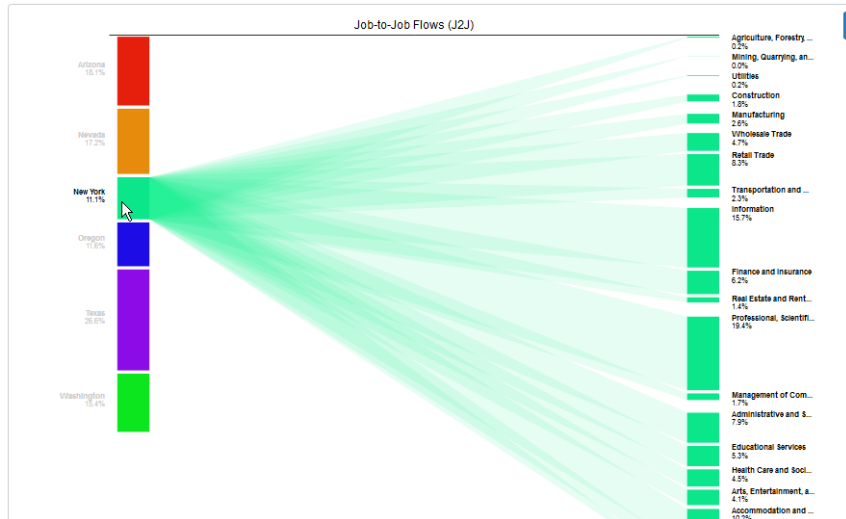 Job-to-Job Flows (J2J)
Arizona
18.1%
Nevada
17.2%
New York
11.1%
Oregon
11.6%
Texas
26.6%
Washington
15.4%
Agriculture, Forestry, ...
0.2%
Mining, Quarrying, an...
0.0%
Utilities
0.2%
Construction
1.8%
Manufacturing
2.6%
Wholesale Trade
4.7%
Retail Trade
8.3%
Transportation and ...
2.3%
Information
15.7%
Finance and Insurance
6.2%
Real Estate and Rent...
1.4%
Professional, Scientifi...
19.4%
Management of Com...
1.7%
Administrative and S...
7.9%
Educational Services
5.3%
Health Care and Soci...
4.5%
Arts, Entertainment, a...
4.1%
Accommodation and ...
10.2%